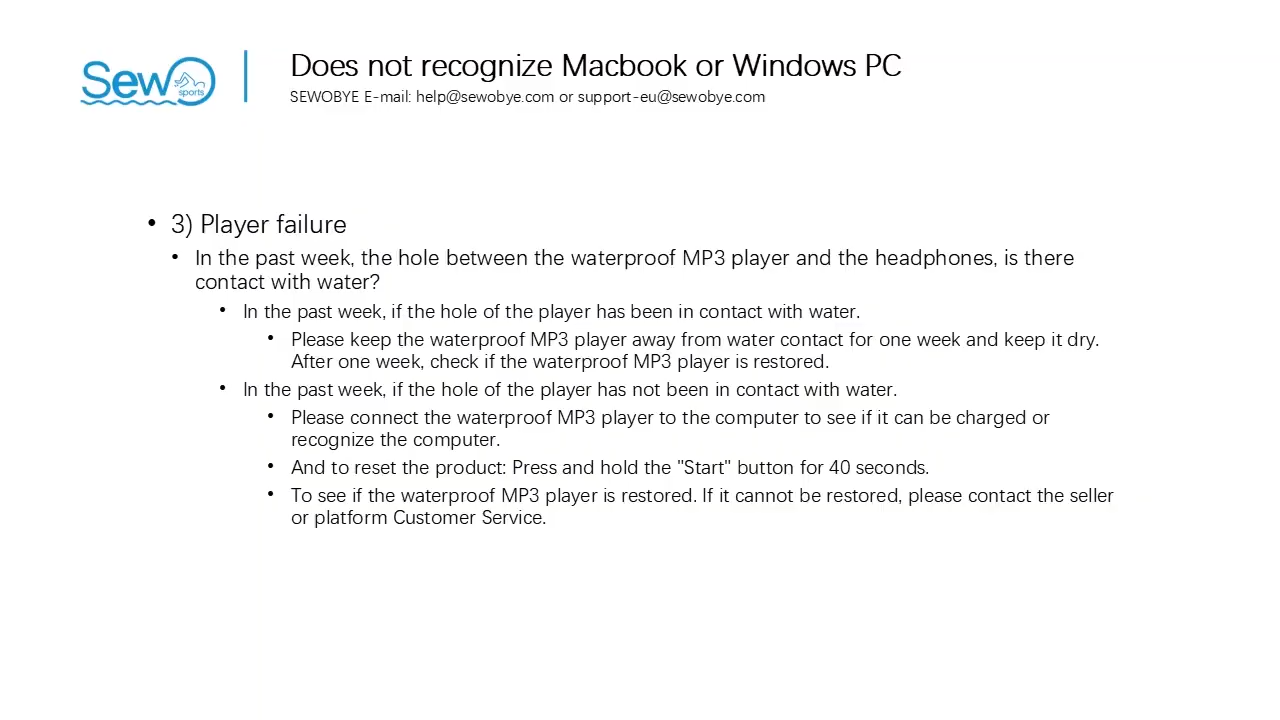 Sew
sports
Does not recognize Macbook or Windows PC
SEWOBYE E-mail: help@sewobye.com or support-eu@sewobye.com
• 3) Player failure
• In the past week, the hole between the waterproof MP3 player and the headphones, is there
contact with water?
• In the past week, if the hole of the player has been in contact with water.
• Please keep the waterproof MP3 player away from water contact for one week and keep it dry.
After one week, check if the waterproof MP3 player is restored.
• In the past week, if the hole of the player has not been in contact with water.
• Please connect the waterproof MP3 player to the computer to see if it can be charged or
recognize the computer.
• And to reset the product: Press and hold the "Start" button for 40 seconds.
• To see if the waterproof MP3 player is restored. If it cannot be restored, please contact the seller
or platform Customer Service.